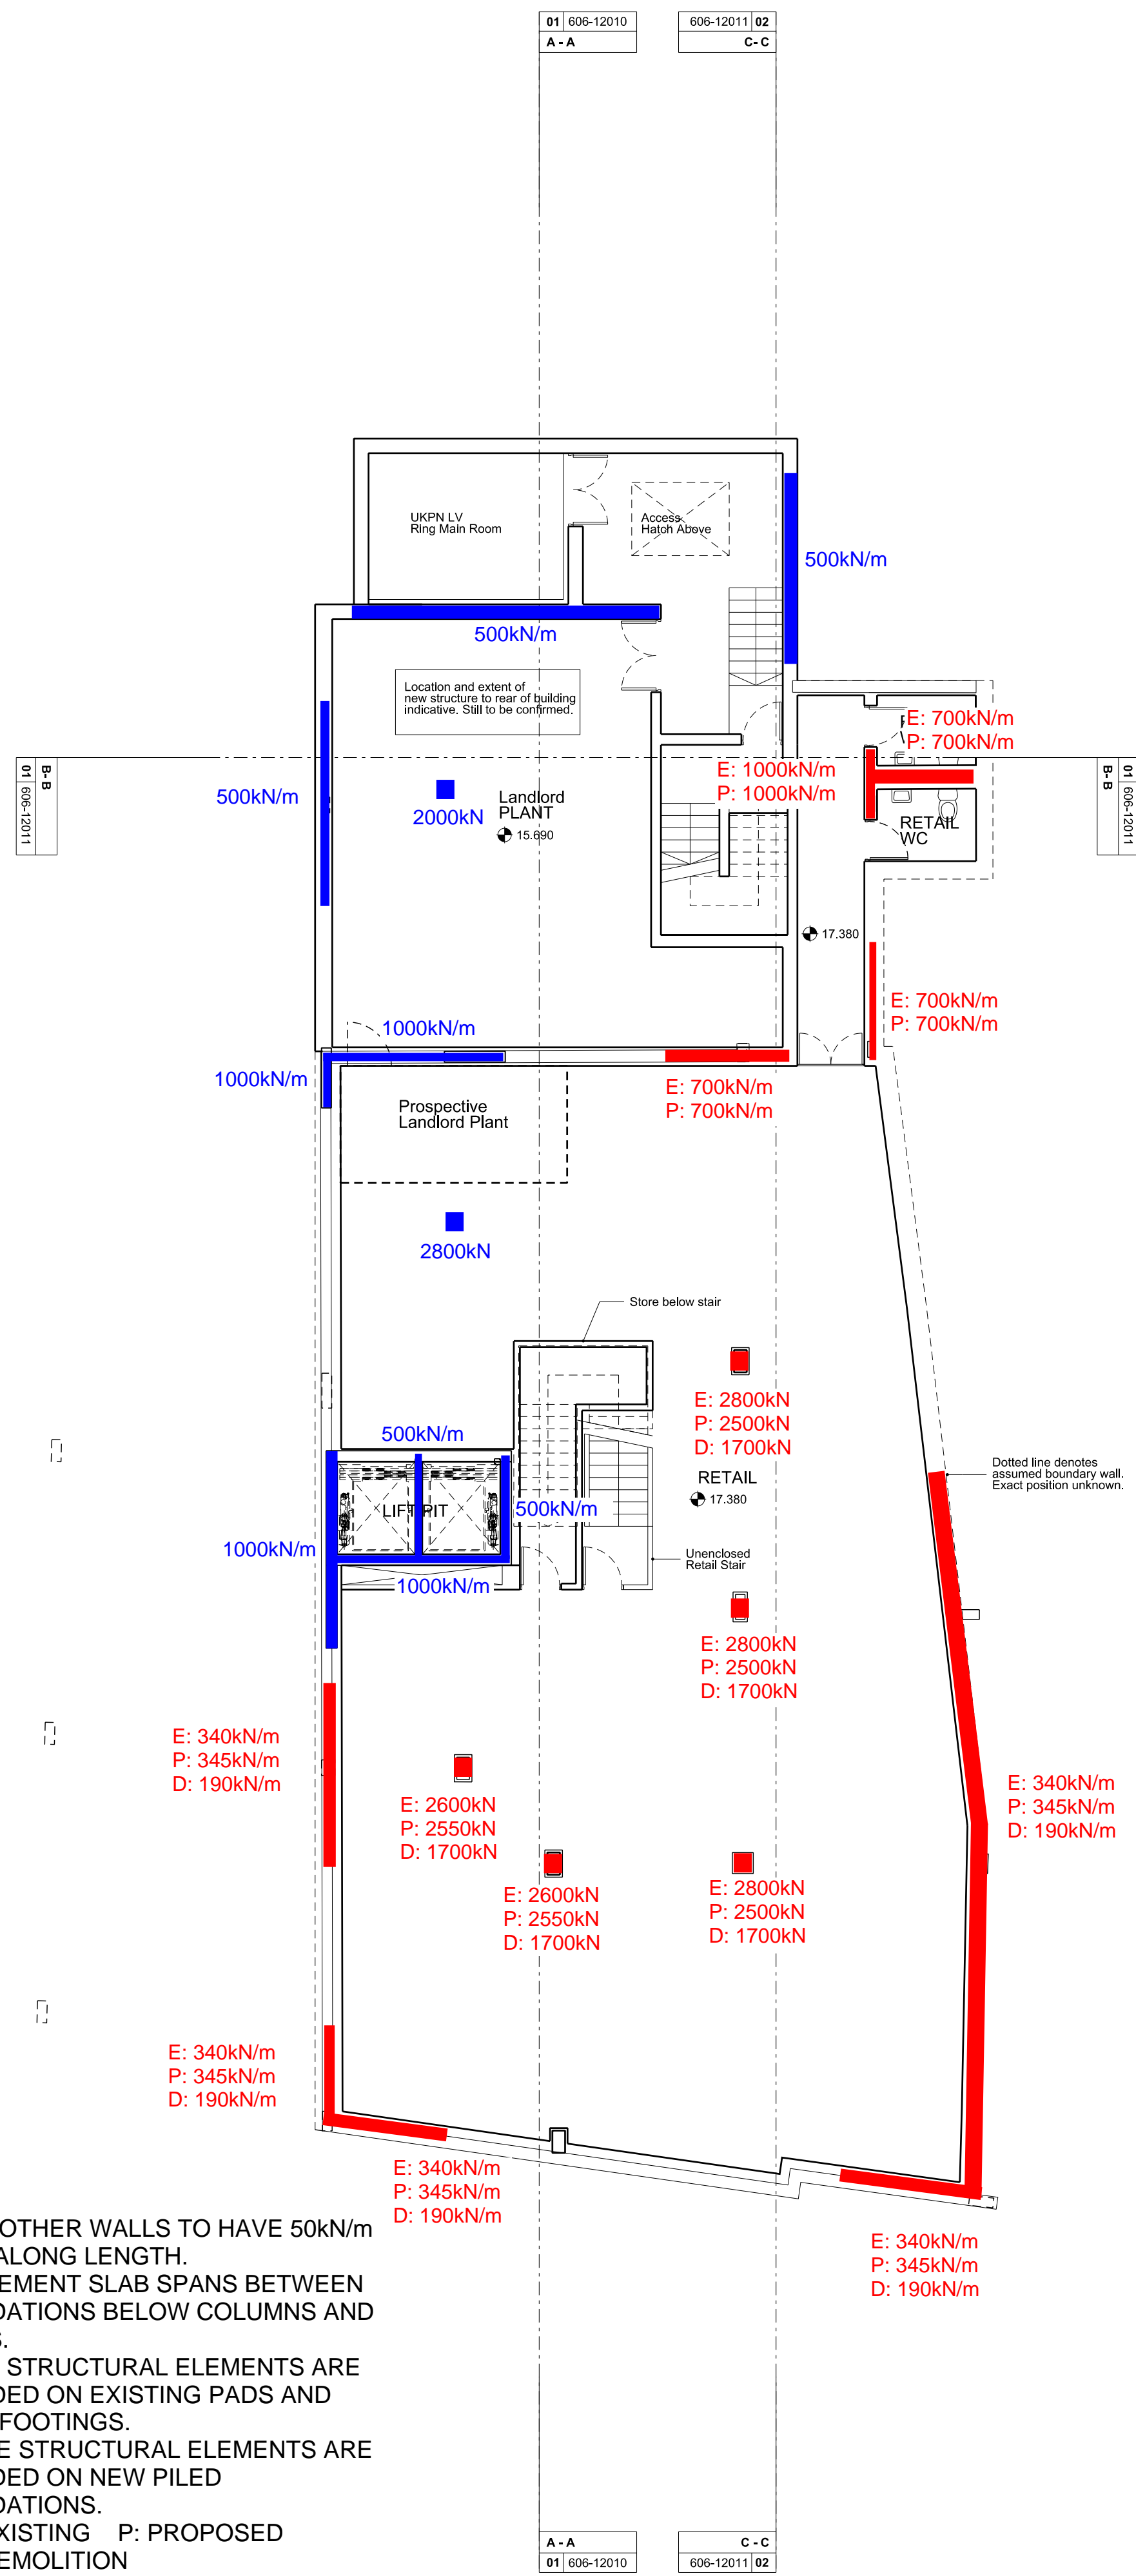 01 606-12010
A - A
606-12011 02
C- C
UKPN LV
Ring Main Room
Access
Hatch Above
500kN/m
500kN/m
Location and extent of
new structure to rear of building
indicative. Still to be confirmed.
E: 700kN/m
P: 700kN/m
B- B
01 606-12011
01 606-12011
B- B
E: 1000kN/m
P: 1000kN/m
500kN/m
2000kN
Landlord
PLANT
15.690
RETAIL
WC
17.380
E: 700kN/m
P: 700kN/m
1000kN/m
1000kN/m
E: 700kN/m
P: 700kN/m
Prospective
Landlord Plant
2800kN
Store below stair
E: 2800kN
P: 2500kN
D: 1700kN
500kN/m
RETAIL
17.380
Dotted line denotes
assumed boundary wall.
Exact position unknown.
LIFT PIT
500kN/m
1000kN/m
Unenclosed
Retail Stair
1000kN/m
E: 2800kN
P: 2500kN
D: 1700kN
E: 340kN/m
P: 345kN/m
D: 190kN/m
E: 2600kN
P: 2550kN
D: 1700kN
E: 340kN/m
P: 345kN/m
D: 190kN/m
E: 2600kN
P: 2550kN
D: 1700kN
E: 2800kN
P: 2500kN
D: 1700kN
E: 340kN/m
P: 345kN/m
D: 190kN/m
E: 340kN/m
P: 345kN/m
D: 190kN/m
E: 340kN/m
P: 345kN/m
D: 190kN/m
OTHER WALLS TO HAVE 50kN/m
ALONG LENGTH.
EMENT SLAB SPANS BETWEEN
DATIONS BELOW COLUMNS AND
S.
STRUCTURAL ELEMENTS ARE
DED ON EXISTING PADS AND
FOOTINGS.
E STRUCTURAL ELEMENTS ARE
DED ON NEW PILED
DATIONS.
XISTING P: PROPOSED
EMOLITION
A - A
01 606-12010
C - C
606-12011 02